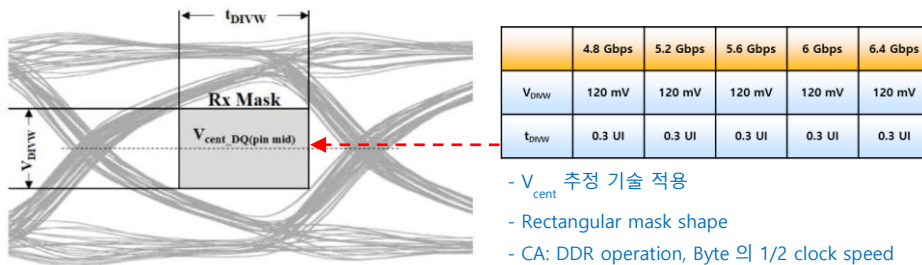 tDIVW
Rx Mask
VDIVW
Vcent_DQ(pin mid)
4.8 Gbps 5.2 Gbps 5.6 Gbps 6 Gbps 6.4 Gbps
VDIVW 120 mV 120 mV 120 mV 120 mV 120 mV
tDIVW 0.3 UI 0.3 UI 0.3 UI 0.3 UI 0.3 UI
- Vcent 추정 기술 적용
- Rectangular mask shape
- CA: DDR operation, Byte 의 1/2 clock speed